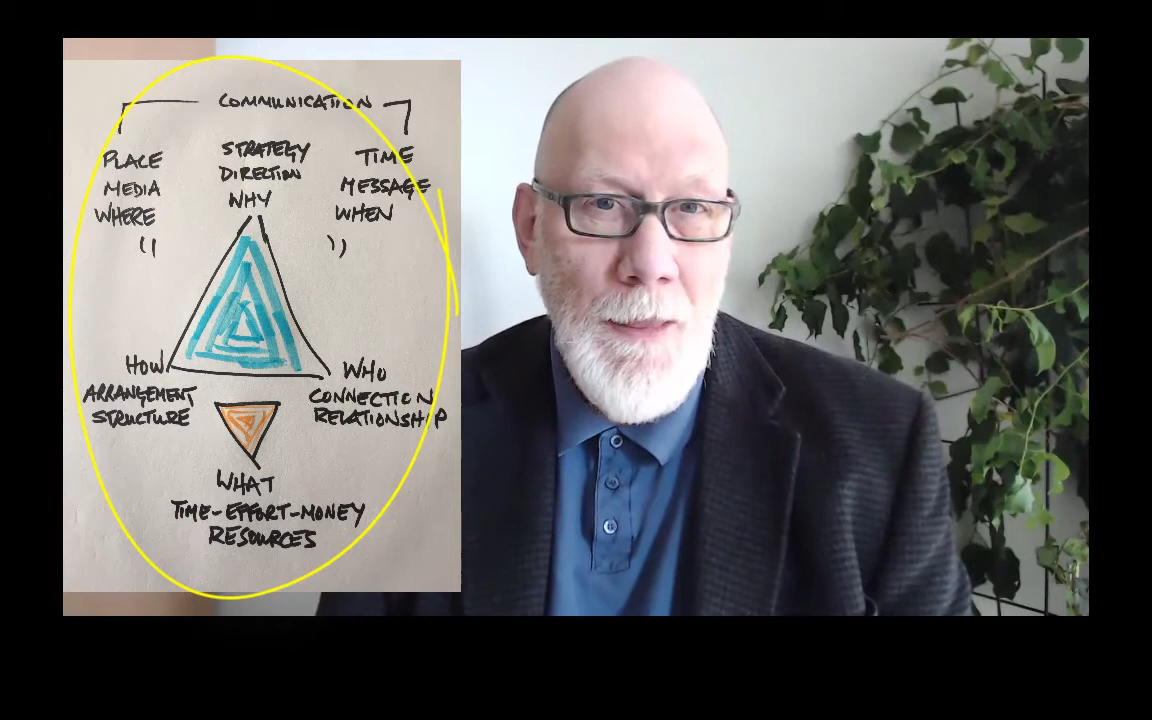 COMMUNICATION
PLACE
MEDIA
WHERE
STRATEGY
DIRECTION
WHY
TIME
MESSAGE
WHEN
HOW
ARRANGEMENT
STRUCTURE
WHO
CONNECTION
RELATIONSHIP
WHAT
TIME-EFFORT-MONEY
RESOURCES